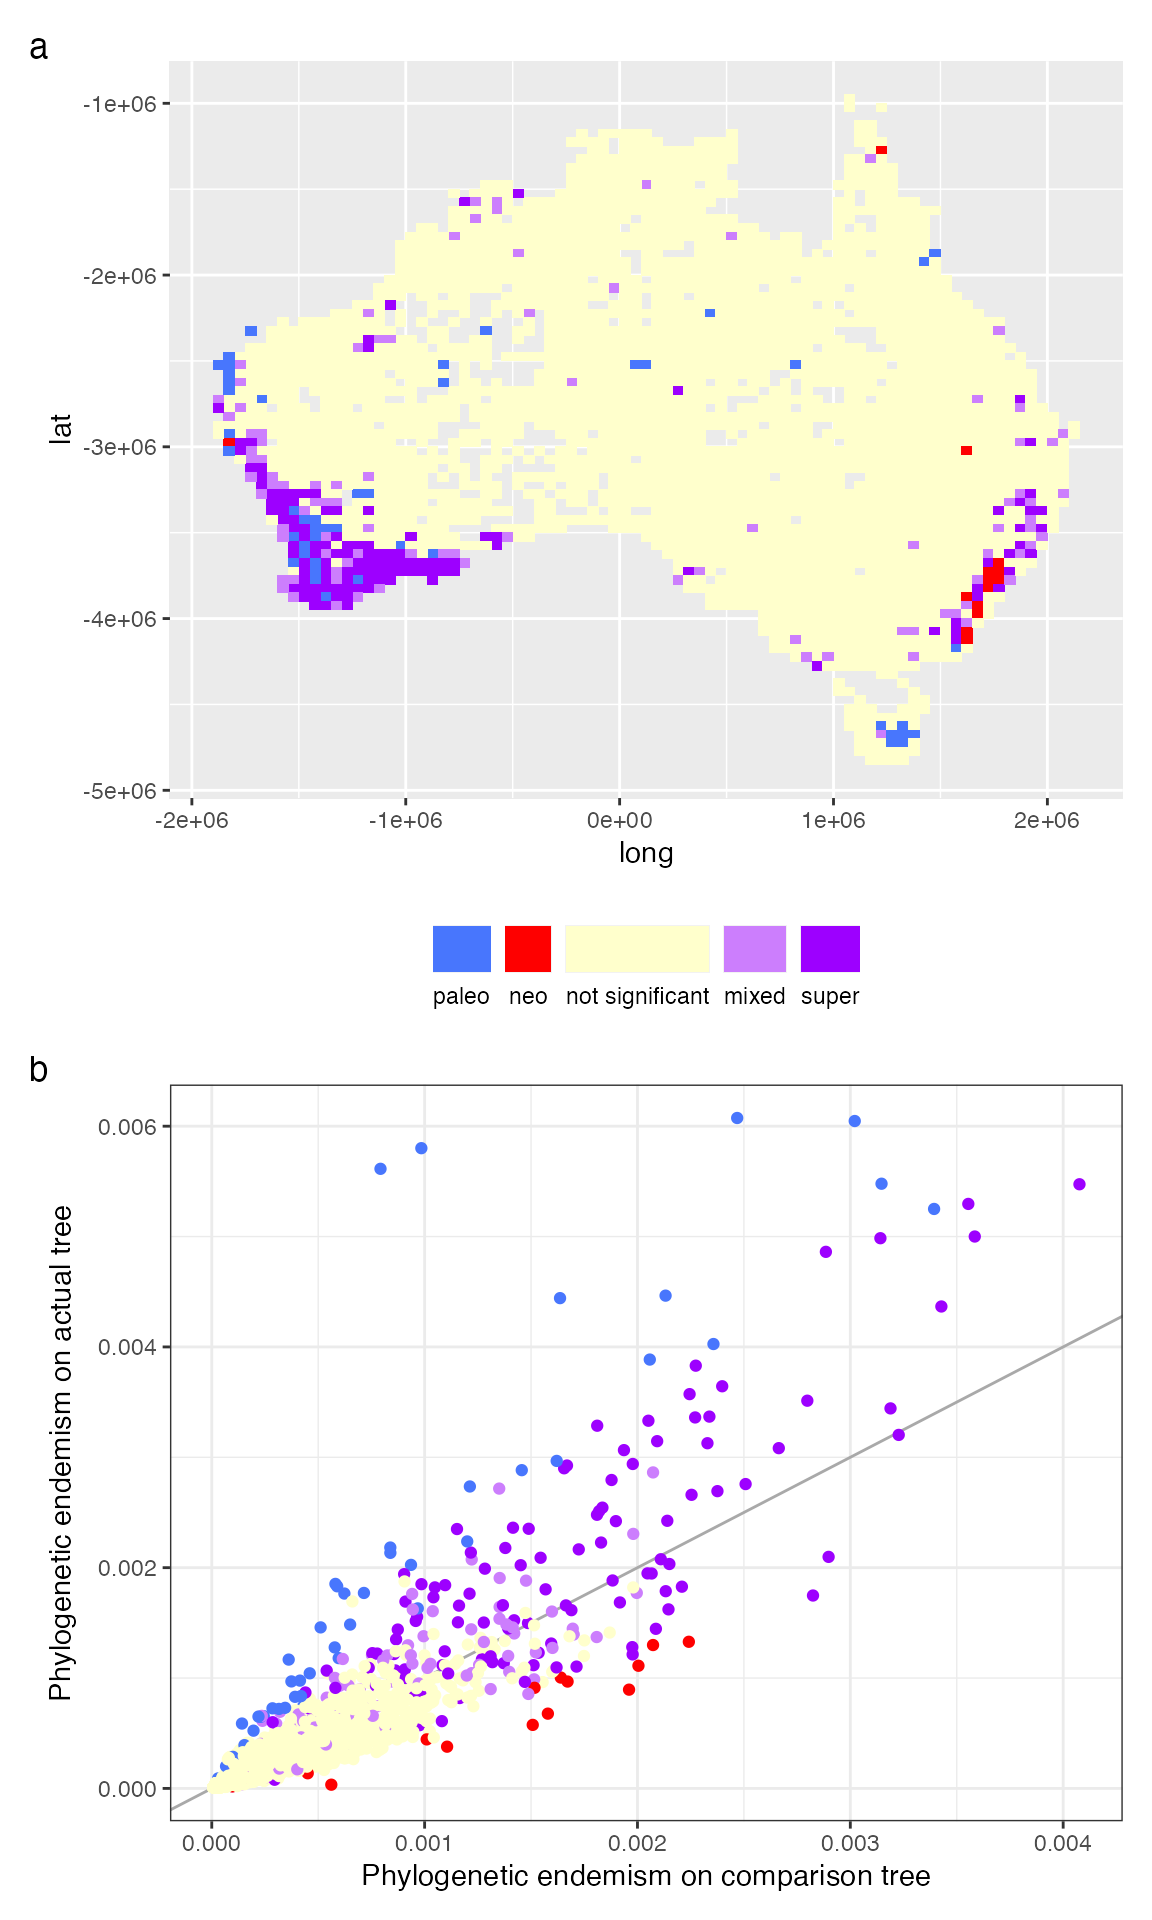 a
-1e+06
-2e+06
-3e+06
-4e+06
-5e+06
lat
-2e+06 -1e+06 0e+00 1e+06 2e+06
long
paleo neo not significant mixed super
b
0.006
0.004
0.002
0.000
Phylogenetic endemism on actual tree
0.000 0.001 0.002 0.003 0.004
Phylogenetic endemism on comparison tree